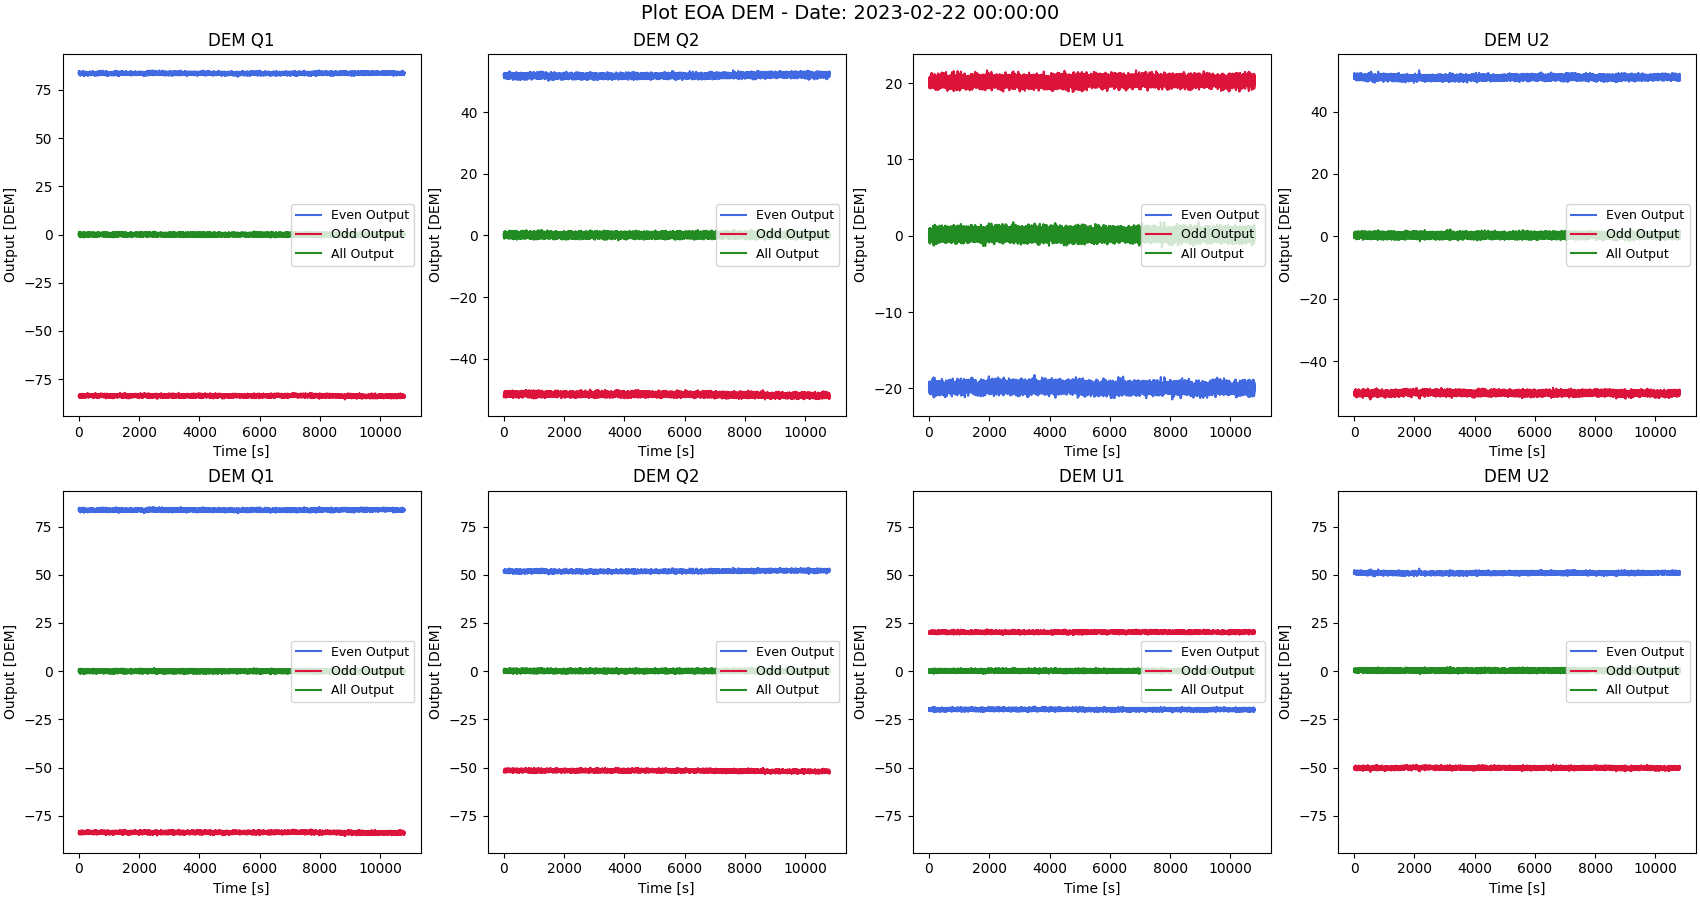 Plot EOA DEM - Date: 2023-02-22 00:00:00
DEM Q1
Output [DEM]
75
50
25
0
−25
−50
−75
0 2000 4000 6000 8000 10000
Time [s]
Even Output
Odd Output
All Output
DEM Q2
Output [DEM]
40
20
0
−20
−40
0 2000 4000 6000 8000 10000
Time [s]
Even Output
Odd Output
All Output
DEM U1
Output [DEM]
20
10
0
−10
−20
0 2000 4000 6000 8000 10000
Time [s]
Even Output
Odd Output
All Output
DEM U2
Output [DEM]
40
20
0
−20
−40
0 2000 4000 6000 8000 10000
Time [s]
Even Output
Odd Output
All Output
DEM Q1
Output [DEM]
75
50
25
0
−25
−50
−75
0 2000 4000 6000 8000 10000
Time [s]
Even Output
Odd Output
All Output
DEM Q2
Output [DEM]
75
50
25
0
−25
−50
−75
0 2000 4000 6000 8000 10000
Time [s]
Even Output
Odd Output
All Output
DEM U1
Output [DEM]
75
50
25
0
−25
−50
−75
0 2000 4000 6000 8000 10000
Time [s]
Even Output
Odd Output
All Output
DEM U2
Output [DEM]
75
50
25
0
−25
−50
−75
0 2000 4000 6000 8000 10000
Time [s]
Even Output
Odd Output
All Output